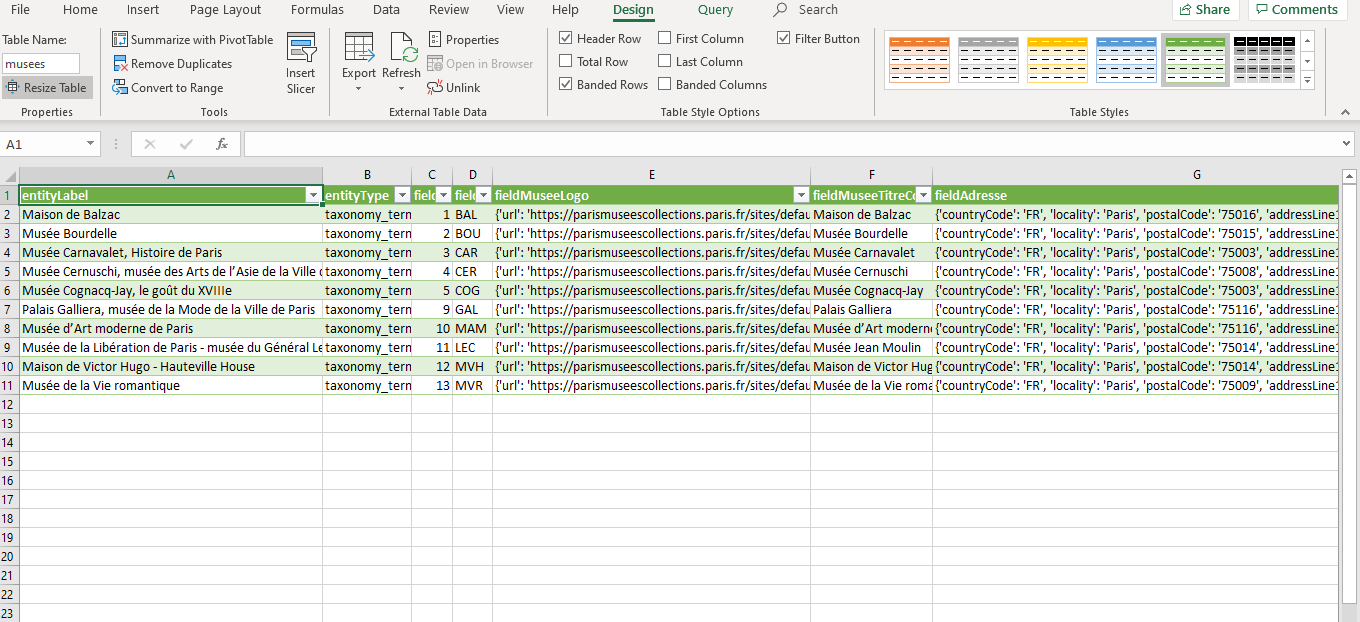 File Home Insert Page Layout Formulas Data Review View Help Design Query Search Share Comments
Table Name: Summarize with PivotTable Properties Header Row First Column Filter Button
musees Remove Duplicates Insert Slicer Export Refresh Open in Browser Total Row Last Column
Resize Table Convert to Range Unlink Banded Rows Banded Columns
Properties Tools External Table Data Table Style Options Table Styles
A1 fx
A B C D E F G
1 entityLabel entityType field field fieldMuseeLogo fieldMuseeTitreCo fieldAdresse
2 Maison de Balzac taxonomy_tern 1 BAL {'url': 'https://parismuseescollections.paris.fr/sites/defau Maison de Balzac {'countryCode': 'FR', 'locality': 'Paris', 'postalCode': '75016', 'addressLine1
3 Musée Bourdelle taxonomy_tern 2 BOU {'url': 'https://parismuseescollections.paris.fr/sites/defau Musée Bourdelle {'countryCode': 'FR', 'locality': 'Paris', 'postalCode': '75015', 'addressLine1
4 Musée Carnavalet, Histoire de Paris taxonomy_tern 3 CAR {'url': 'https://parismuseescollections.paris.fr/sites/defau Musée Carnavalet {'countryCode': 'FR', 'locality': 'Paris', 'postalCode': '75003', 'addressLine1
5 Musée Cernuschi, musée des Arts de l’Asie de la Ville d taxonomy_tern 4 CER {'url': 'https://parismuseescollections.paris.fr/sites/defau Musée Cernuschi {'countryCode': 'FR', 'locality': 'Paris', 'postalCode': '75008', 'addressLine1
6 Musée Cognacq-Jay, le goût du XVIIIe taxonomy_tern 5 COG {'url': 'https://parismuseescollections.paris.fr/sites/defau Musée Cognacq-Jay {'countryCode': 'FR', 'locality': 'Paris', 'postalCode': '75003', 'addressLine1
7 Palais Galliera, musée de la Mode de la Ville de Paris taxonomy_tern 9 GAL {'url': 'https://parismuseescollections.paris.fr/sites/defau Palais Galliera {'countryCode': 'FR', 'locality': 'Paris', 'postalCode': '75116', 'addressLine1
8 Musée d’Art moderne de Paris taxonomy_tern 10 MAM {'url': 'https://parismuseescollections.paris.fr/sites/defau Musée d’Art modern {'countryCode': 'FR', 'locality': 'Paris', 'postalCode': '75116', 'addressLine1
9 Musée de la Libération de Paris - musée du Général Le taxonomy_tern 11 LEC {'url': 'https://parismuseescollections.paris.fr/sites/defau Musée Jean Moulin {'countryCode': 'FR', 'locality': 'Paris', 'postalCode': '75014', 'addressLine1
10 Maison de Victor Hugo - Hauteville House taxonomy_tern 12 MVH {'url': 'https://parismuseescollections.paris.fr/sites/defau Maison de Victor Hug {'countryCode': 'FR', 'locality': 'Paris', 'postalCode': '75014', 'addressLine1
11 Musée de la Vie romantique taxonomy_tern 13 MVR {'url': 'https://parismuseescollections.paris.fr/sites/defau Musée de la Vie roma {'countryCode': 'FR', 'locality': 'Paris', 'postalCode': '75009', 'addressLine1
12
13
14
15
16
17
18
19
20
21
22
23